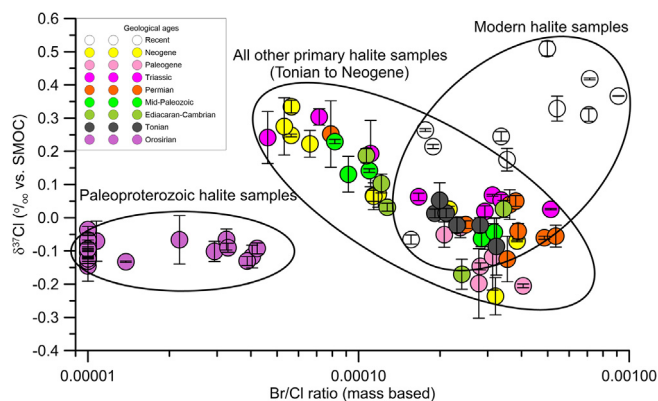 Modern halite samples
0.6
Geological ages
Recent
Neogene
Paleogene
Triassic
Permian
Mid-Paleozoic
Ediacaran-Cambrian
Tonian
Orosirian
All other primary halite samples
(Tonian to Neogene)
0.5
0.4
0.3
0.2
0.1
0.0
-0.1
-0.2
-0.3
-0.4
δ³⁷Cl (⁰/₀₀ vs. SMOC)
Paleoproterozoic halite samples
0.00001 0.00010 0.00100
Br/Cl ratio (mass based)